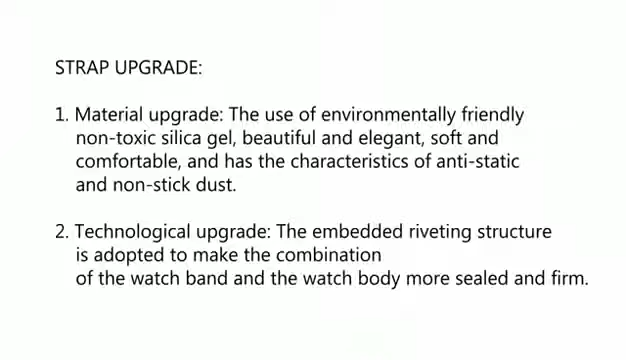 STRAP UPGRADE:
1. Material upgrade: The use of environmentally friendly
non-toxic silica gel, beautiful and elegant, soft and
comfortable, and has the characteristics of anti-static
and non-stick dust.
2. Technological upgrade: The embedded riveting structure
is adopted to make the combination
of the watch band and the watch body more sealed and firm.